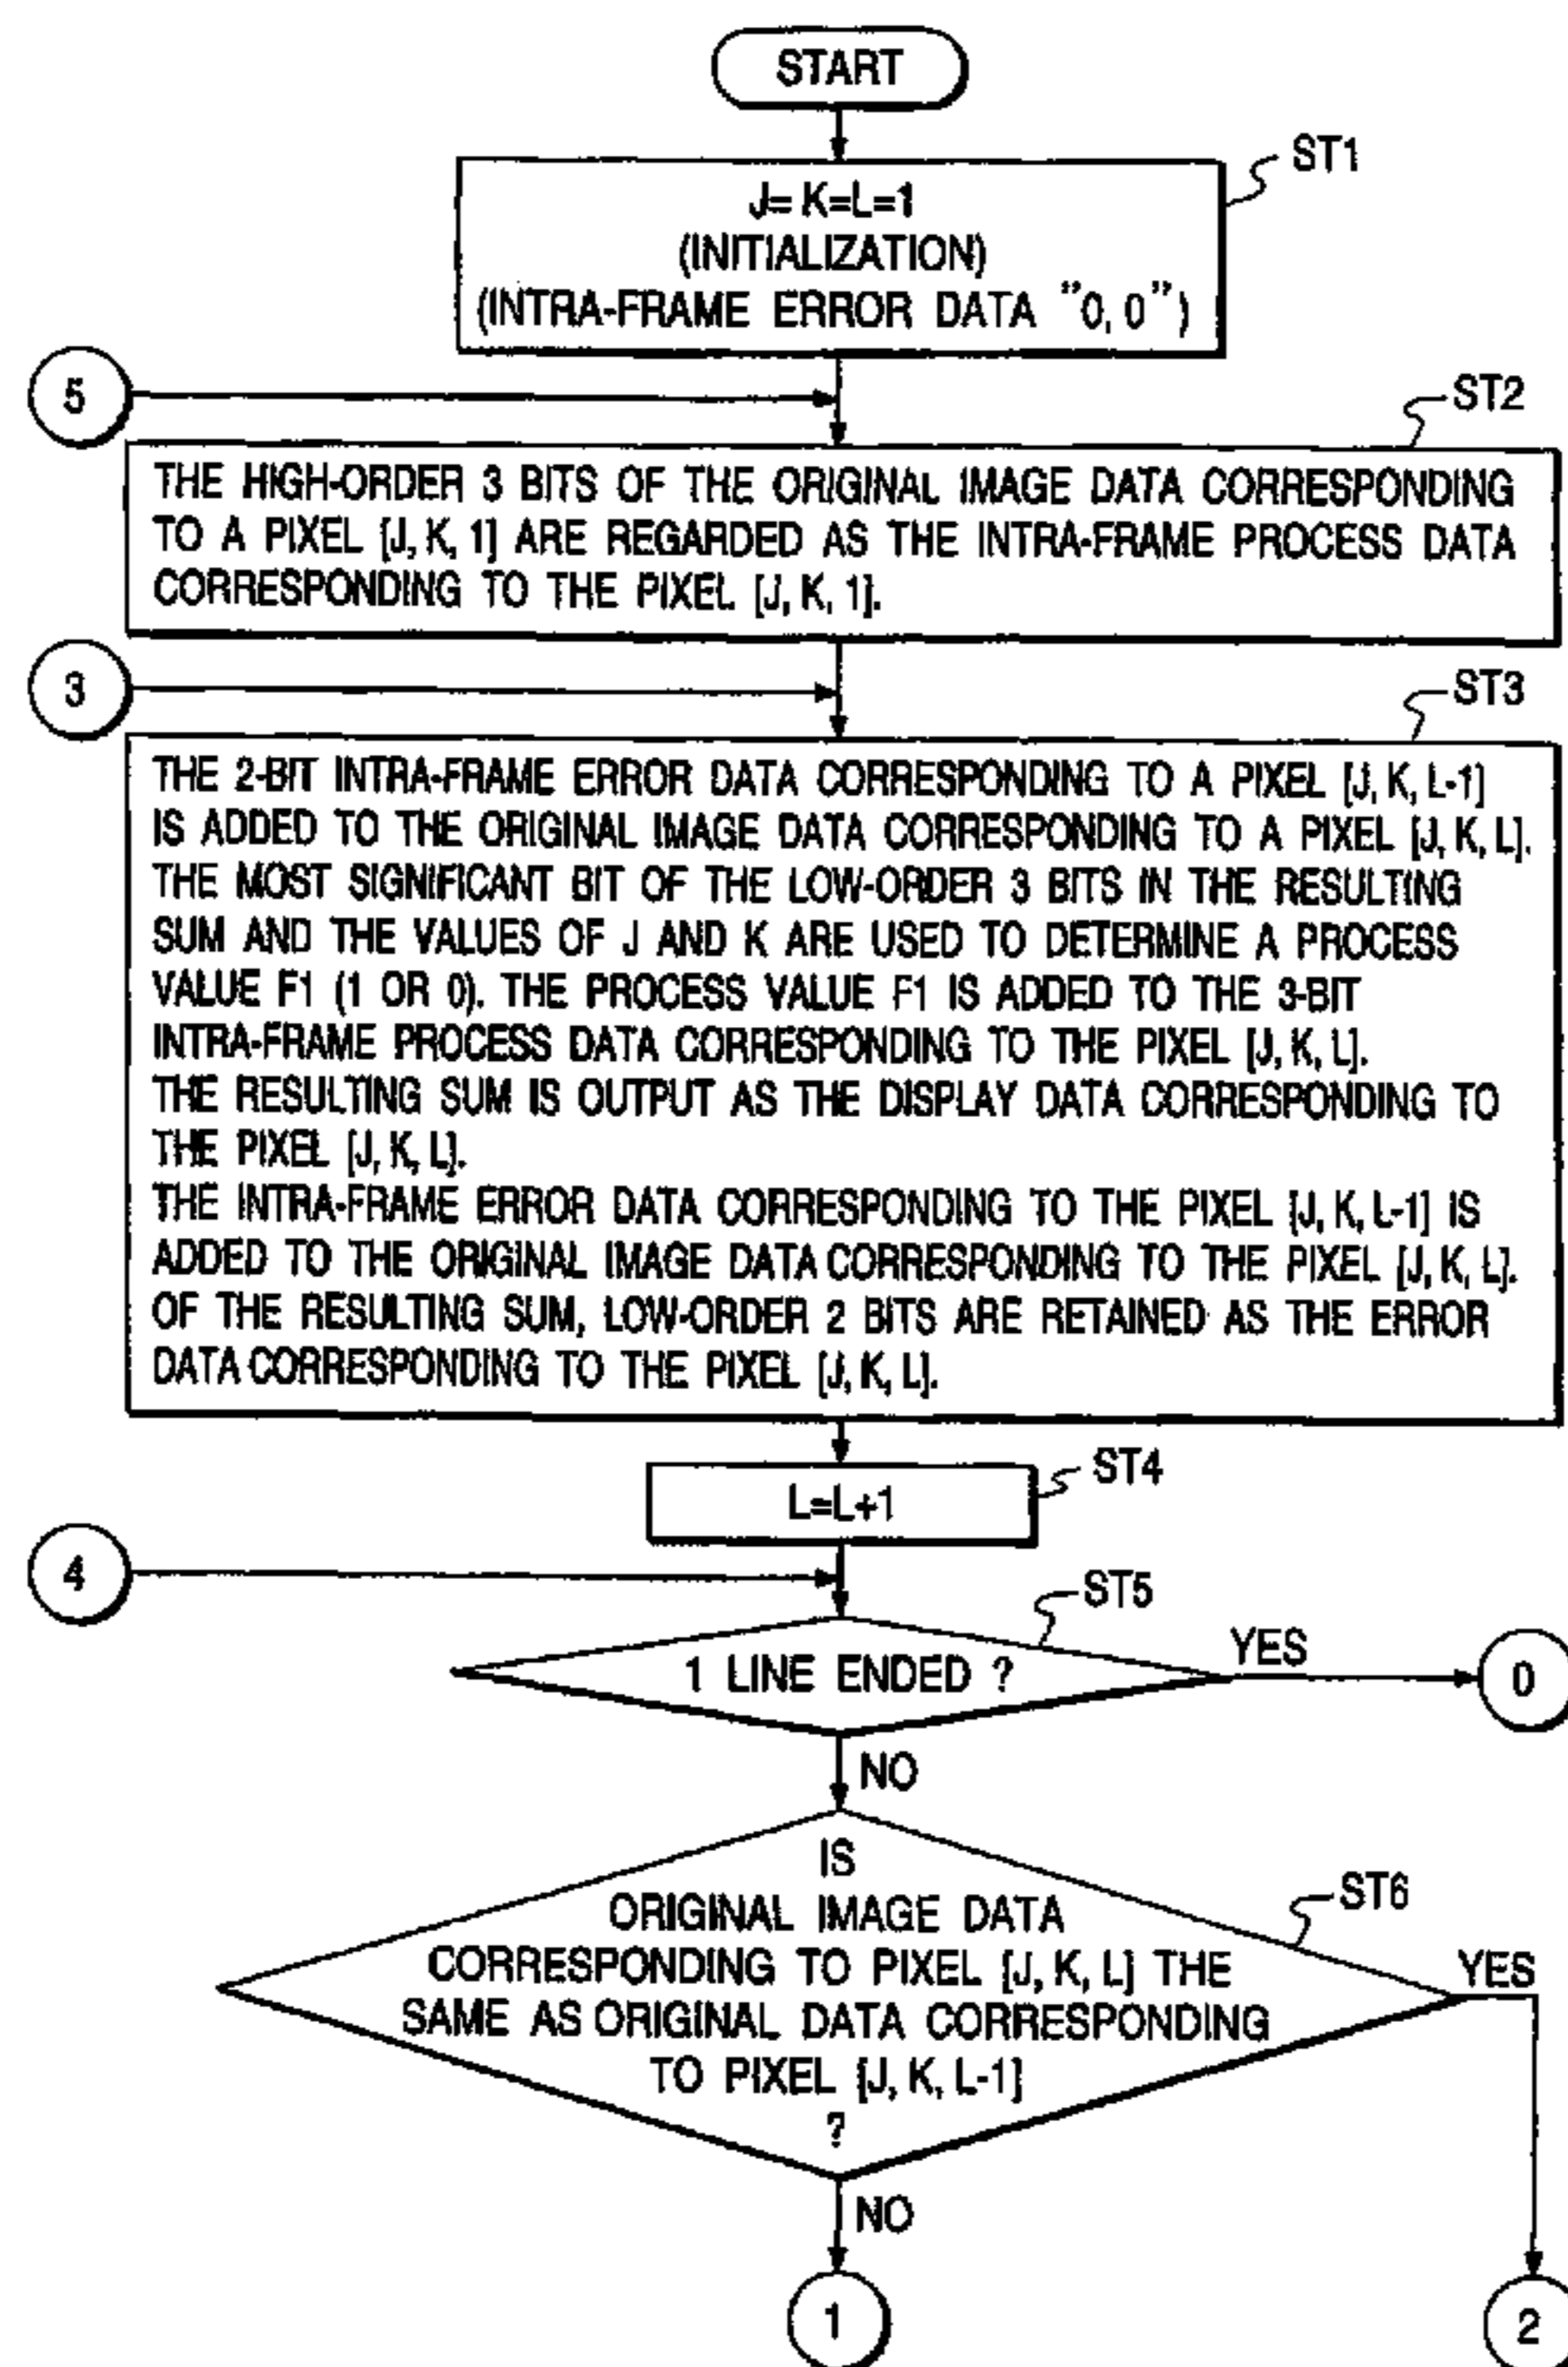 START
ST1
J= K=L=1
(INITIALIZATION)
(INTRA-FRAME ERROR DATA "0, 0")
5
ST2
THE HIGH-ORDER 3 BITS OF THE ORIGINAL IMAGE DATA CORRESPONDING
TO A PIXEL [J, K, 1] ARE REGARDED AS THE INTRA-FRAME PROCESS DATA
CORRESPONDING TO THE PIXEL [J, K, 1].
3
ST3
THE 2-BIT INTRA-FRAME ERROR DATA CORRESPONDING TO A PIXEL [J, K, L-1]
IS ADDED TO THE ORIGINAL IMAGE DATA CORRESPONDING TO A PIXEL [J, K, L].
THE MOST SIGNIFICANT BIT OF THE LOW-ORDER 3 BITS IN THE RESULTING
SUM AND THE VALUES OF J AND K ARE USED TO DETERMINE A PROCESS
VALUE F1 (1 OR 0). THE PROCESS VALUE F1 IS ADDED TO THE 3-BIT
INTRA-FRAME PROCESS DATA CORRESPONDING TO THE PIXEL [J, K, L].
THE RESULTING SUM IS OUTPUT AS THE DISPLAY DATA CORRESPONDING TO
THE PIXEL [J, K, L].
THE INTRA-FRAME ERROR DATA CORRESPONDING TO THE PIXEL [J, K, L-1] IS
ADDED TO THE ORIGINAL IMAGE DATA CORRESPONDING TO THE PIXEL [J, K, L].
OF THE RESULTING SUM, LOW-ORDER 2 BITS ARE RETAINED AS THE ERROR
DATA CORRESPONDING TO THE PIXEL [J, K, L].
ST4
L=L+1
4
ST5
1 LINE ENDED ?
YES
0
NO
ST6
IS
ORIGINAL IMAGE DATA
CORRESPONDING TO PIXEL [J, K, L] THE
SAME AS ORIGINAL DATA CORRESPONDING
TO PIXEL [J, K, L-1]
?
YES
NO
1
2